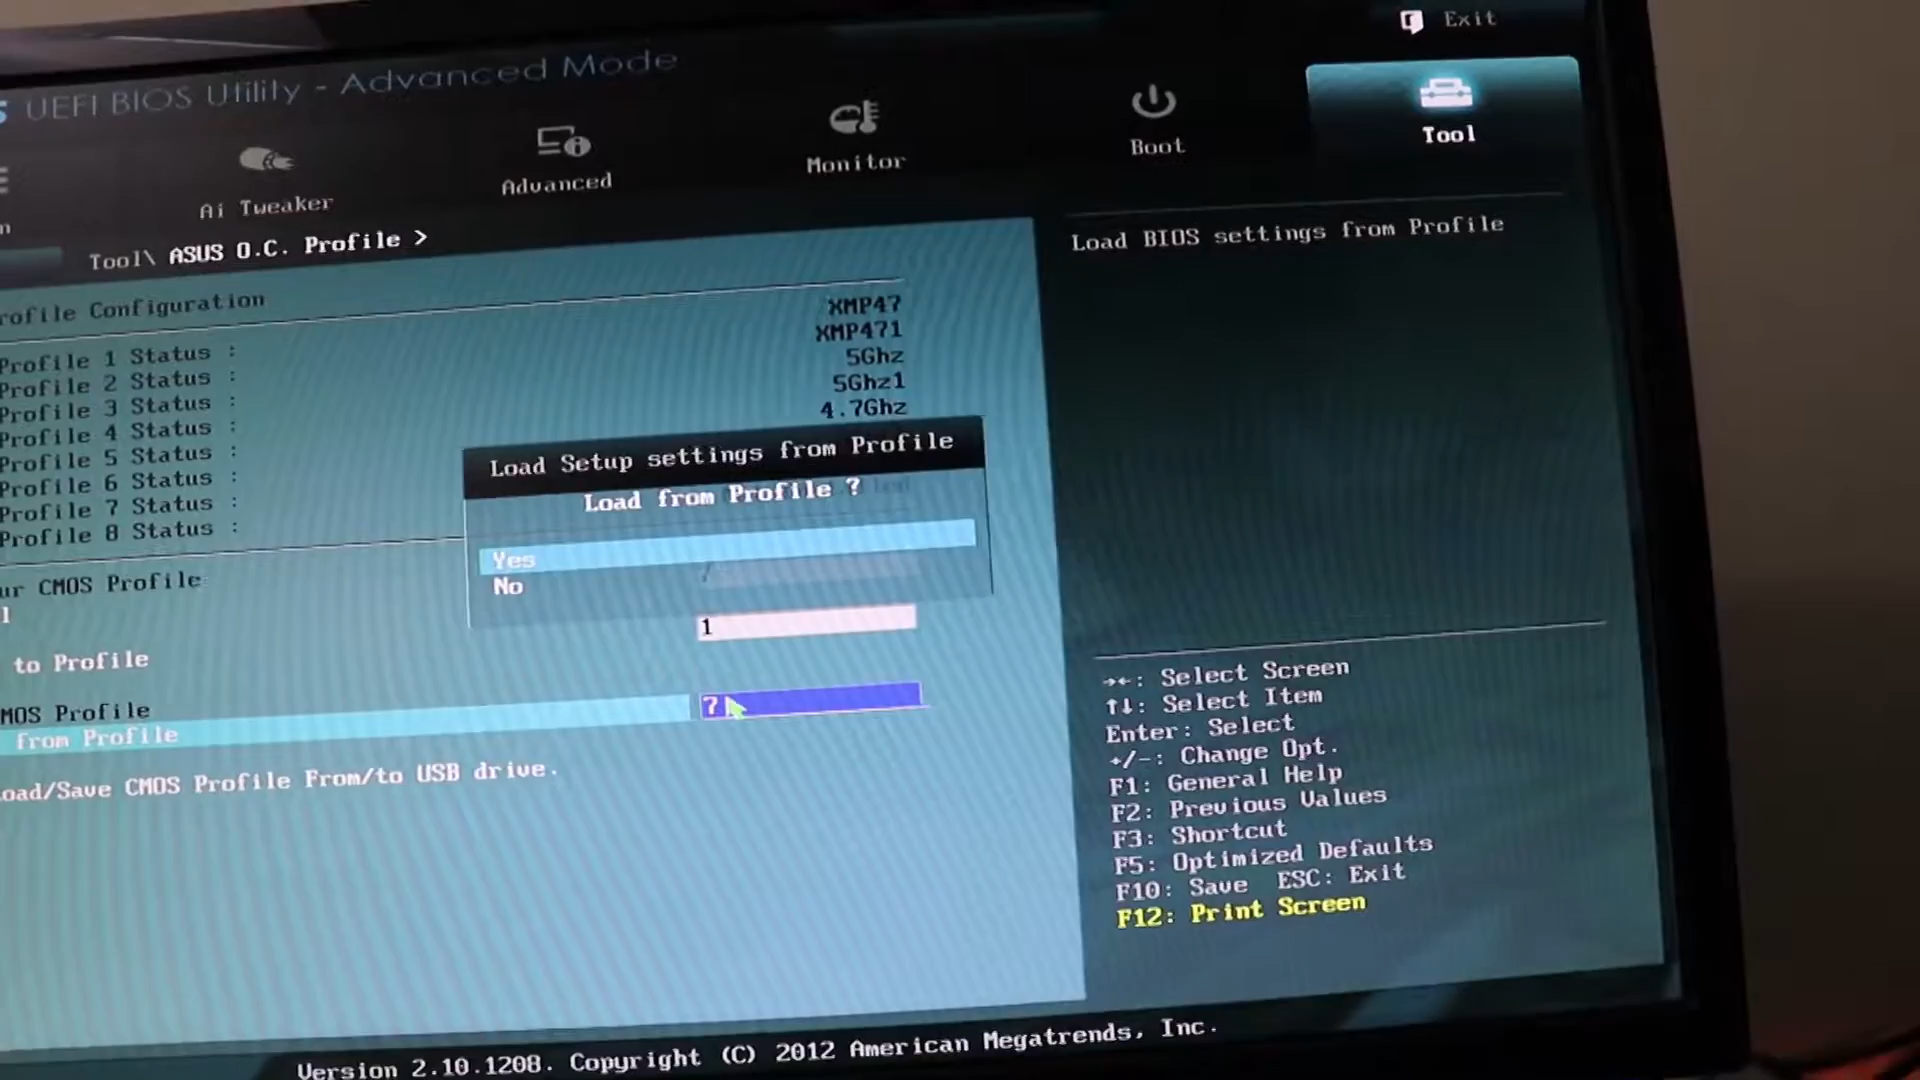 Exit
UEFI BIOS Utility - Advanced Mode
Ai Tweaker
Advanced
Monitor
Boot
Tool
Tool\ ASUS O.C. Profile >
Load BIOS settings from Profile
rofile Configuration
Profile 1 Status : XMP47
Profile 2 Status : XMP471
Profile 3 Status : 5Ghz
Profile 4 Status : 5Ghz1
Profile 5 Status : 4.7Ghz
Profile 6 Status :
Profile 7 Status :
Profile 8 Status :
Load Setup settings from Profile
Load from Profile ?
Yes
No
ur CMOS Profile
l
to Profile 1
MOS Profile
from Profile 7
oad/Save CMOS Profile From/to USB drive.
→←: Select Screen
↑↓: Select Item
Enter: Select
+/-: Change Opt.
F1: General Help
F2: Previous Values
F3: Shortcut
F5: Optimized Defaults
F10: Save ESC: Exit
F12: Print Screen
Version 2.10.1208. Copyright (C) 2012 American Megatrends, Inc.